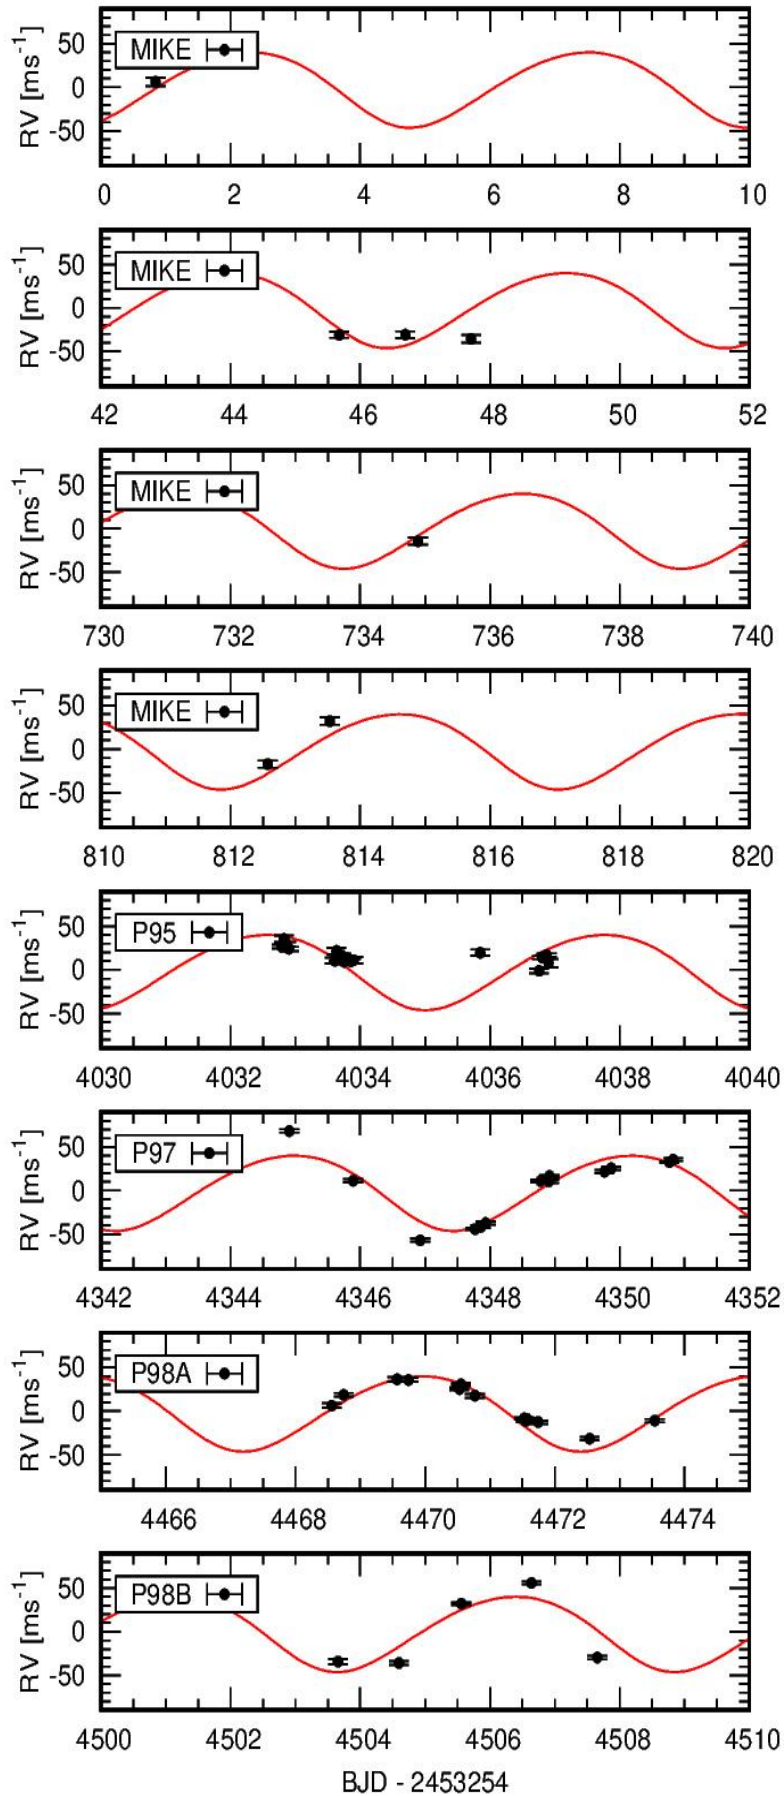 RV [ms-1]
MIKE
50
0
-50
0 2 4 6 8 10
RV [ms-1]
MIKE
50
0
-50
42 44 46 48 50 52
RV [ms-1]
MIKE
50
0
-50
730 732 734 736 738 740
RV [ms-1]
MIKE
50
0
-50
810 812 814 816 818 820
RV [ms-1]
P95
50
0
-50
4030 4032 4034 4036 4038 4040
RV [ms-1]
P97
50
0
-50
4342 4344 4346 4348 4350 4352
RV [ms-1]
P98A
50
0
-50
4466 4468 4470 4472 4474
RV [ms-1]
P98B
50
0
-50
4500 4502 4504 4506 4508 4510
BJD - 2453254